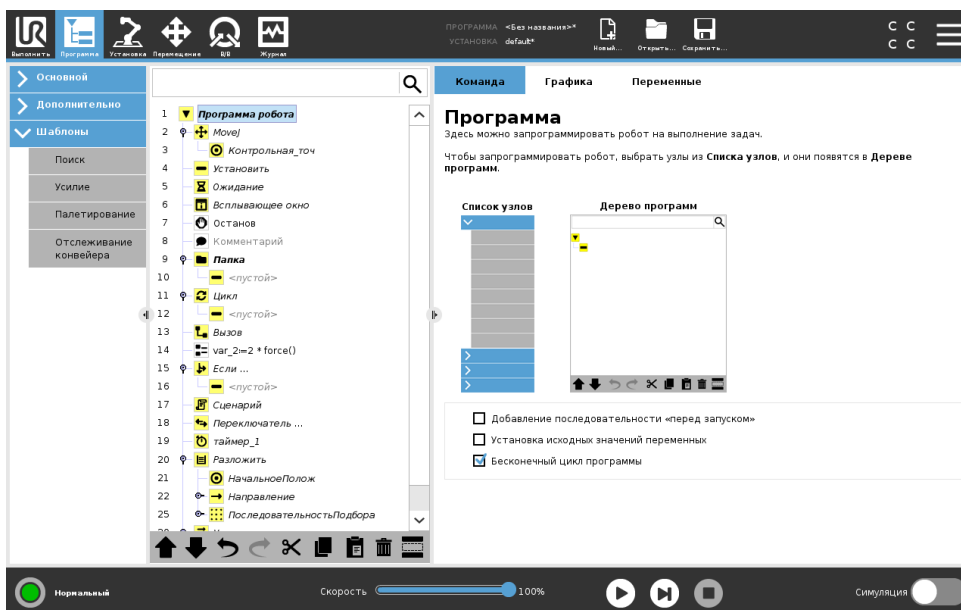 ПРОГРАММА <Без названия>*
УСТАНОВКА default*
Выполнить Программа Установка Перемещение В/В Журнал
Новый... Открыть... Сохранить...
C C
C C
Основной
Дополнительно
Шаблоны
Поиск
Усилие
Палетирование
Отслеживание
конвейера
1 Программа робота
2 MoveJ
3 Контрольная_точ
4 Установить
5 Ожидание
6 Всплывающее окно
7 Останов
8 Комментарий
9 Папка
10 <пустой>
11 Цикл
12 <пустой>
13 Вызов
14 var_2:=2 * force()
15 Если ...
16 <пустой>
17 Сценарий
18 Переключатель ...
19 таймер_1
20 Разложить
21 НачальноеПолож
22 Направление
25 ПоследовательностьПодбора
Команда Графика Переменные
Программа
Здесь можно запрограммировать робот на выполнение задач.
Чтобы запрограммировать робот, выбрать узлы из Списка узлов, и они появятся в Дереве
программ.
Список узлов Дерево программ
Добавление последовательности «перед запуском»
Установка исходных значений переменных
Бесконечный цикл программы
Нормальный
Скорость 100%
Симуляция